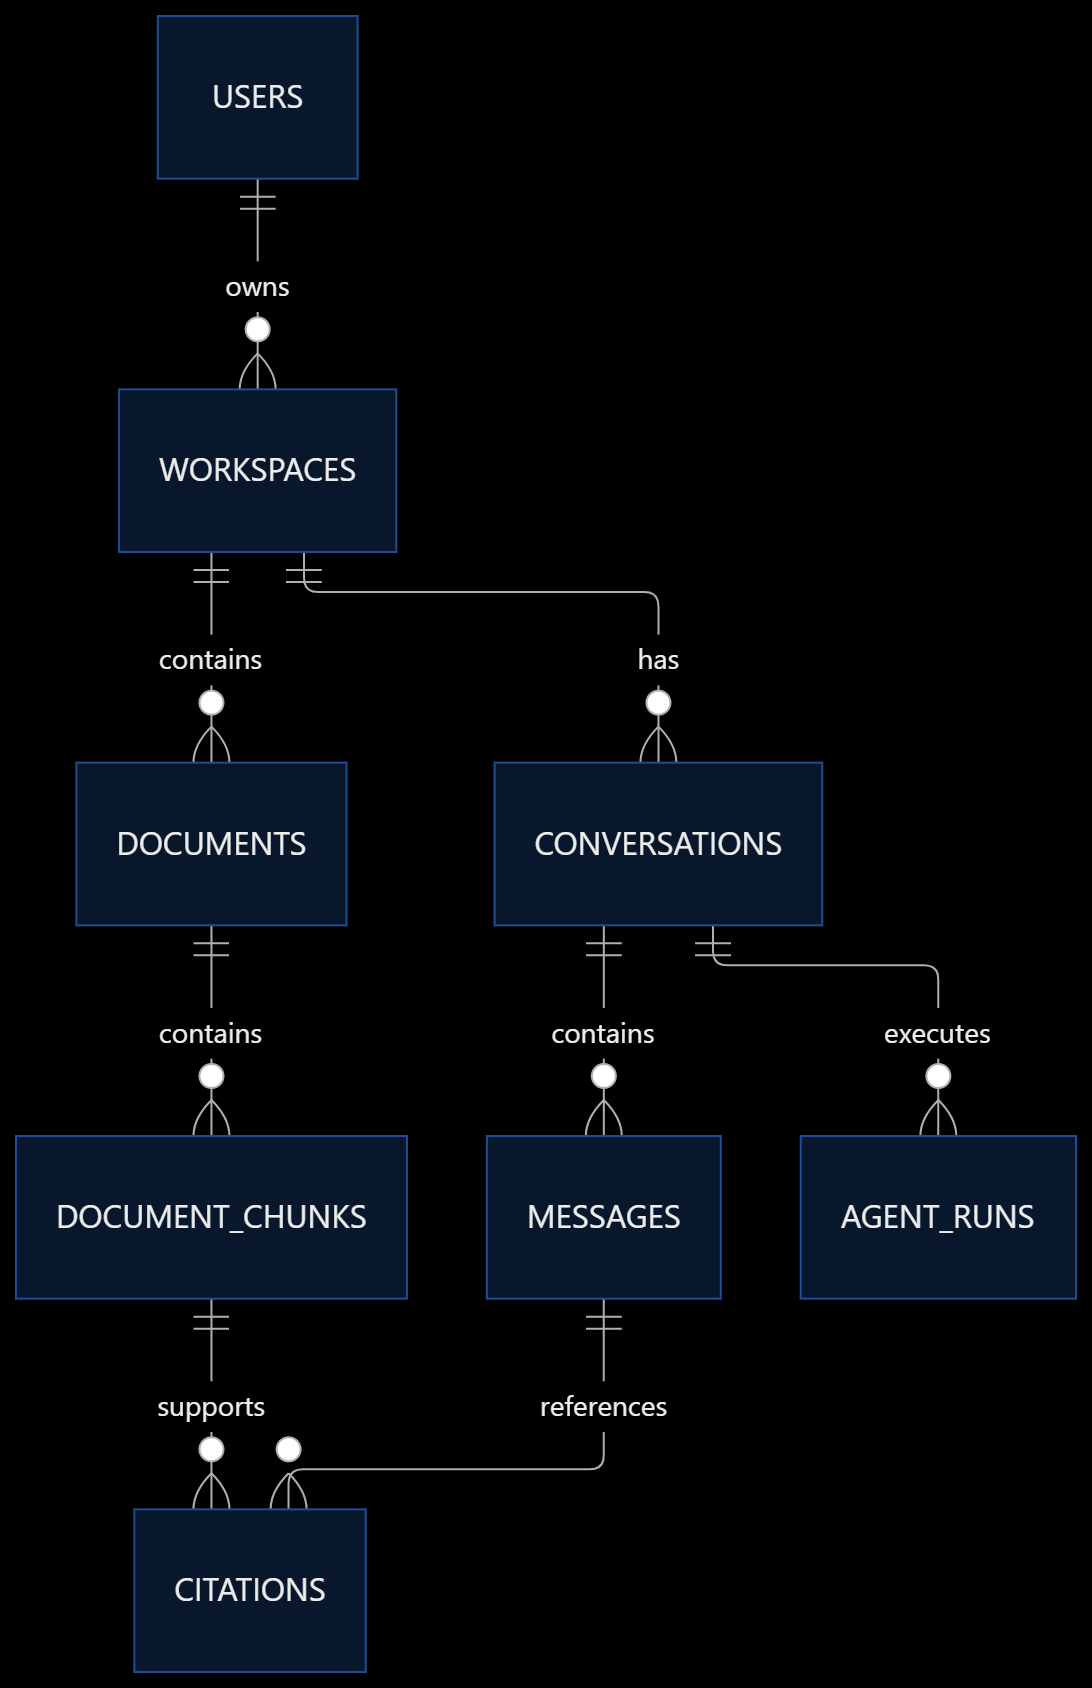 USERS
owns
WORKSPACES
contains
has
DOCUMENTS
CONVERSATIONS
contains
contains
executes
DOCUMENT_CHUNKS
MESSAGES
AGENT_RUNS
supports
references
CITATIONS